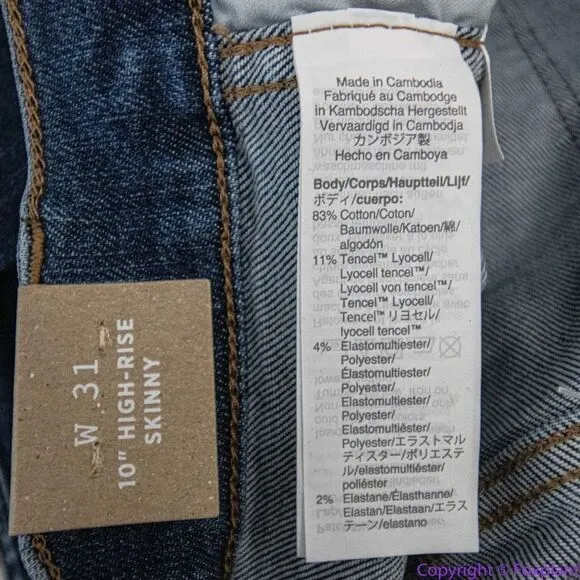 Made in Cambodia
Fabriqué au Cambodge
in Kambodscha Hergestellt
Vervaardigd in Cambodja
カンボジア製
Hecho en Camboya
Body/Corps/Hauptteil/Lijf/
ボディ/cuerpo:
83% Cotton/Coton/
Baumwolle/Katoen/綿/
algodón
11% Tencel™ Lyocell/
Lyocell tencel™/
Lyocell von tencel™/
Tencel™ Lyocell/
Tencel™ リヨセル/
lyocell tencel™
4% Elastomultiester/
Polyester/
Élastomultiester/
Polyester/
Elastomultiester/
Polyester/
Elastomultiester/
Polyester/エラストマル
ティエスター/ポリエステ
ル/elastomultiéster/
poliéster
2% Elastane/Élasthanne/
Elastan/Elastaan/エラス
テーン/elastano
W 31
10" HIGH-RISE
SKINNY